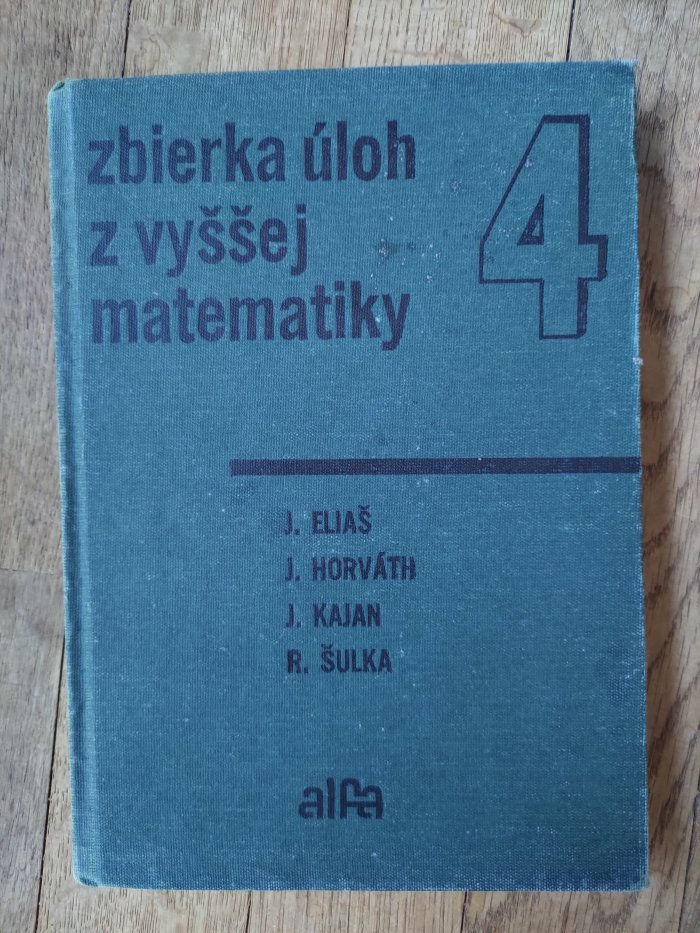 zbierka úloh
z vyššej
matematiky
4
J. ELIAŠ
J. HORVÁTH
J. KAJAN
R. ŠULKA
alfa